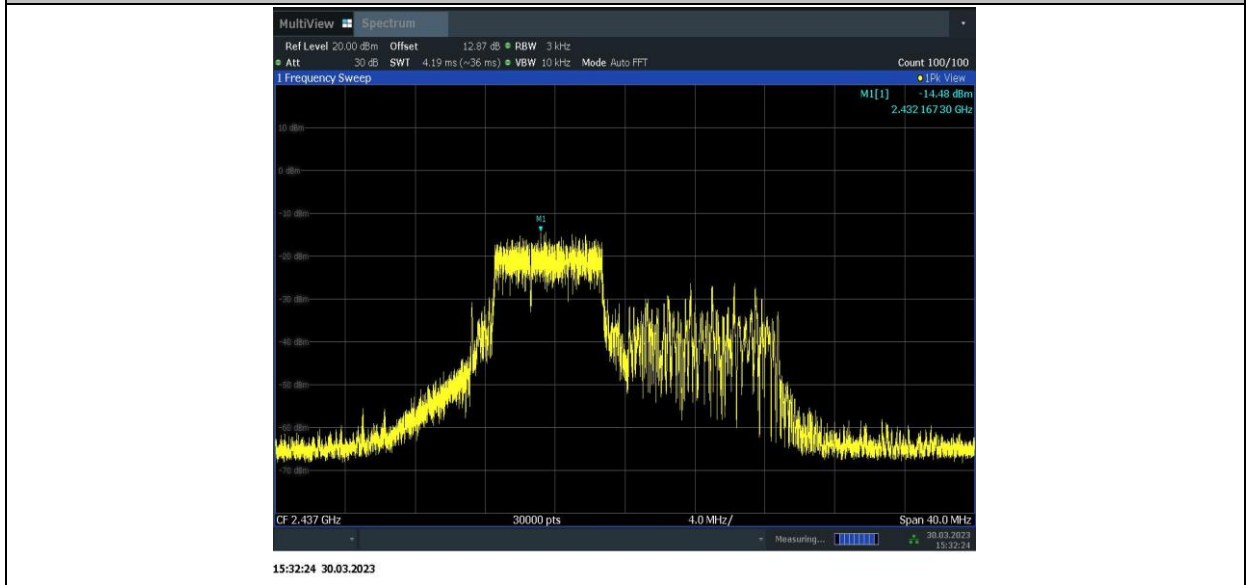 MultiView Spectrum
Ref Level 20.00 dBm Offset 12.87 dB RBW 3 kHz
Att 30 dB SWT 4.19 ms (~36 ms) VBW 10 kHz Mode Auto FFT Count 100/100
1 Frequency Sweep 1Pk View
M1[1] -14.48 dBm
2.432 167 30 GHz
10 dBm
0 dBm
-10 dBm
M1
-20 dBm
-30 dBm
-40 dBm
-50 dBm
-60 dBm
-70 dBm
CF 2.437 GHz 30000 pts 4.0 MHz/ Span 40.0 MHz
Measuring... 30.03.2023
15:32:24
15:32:24 30.03.2023